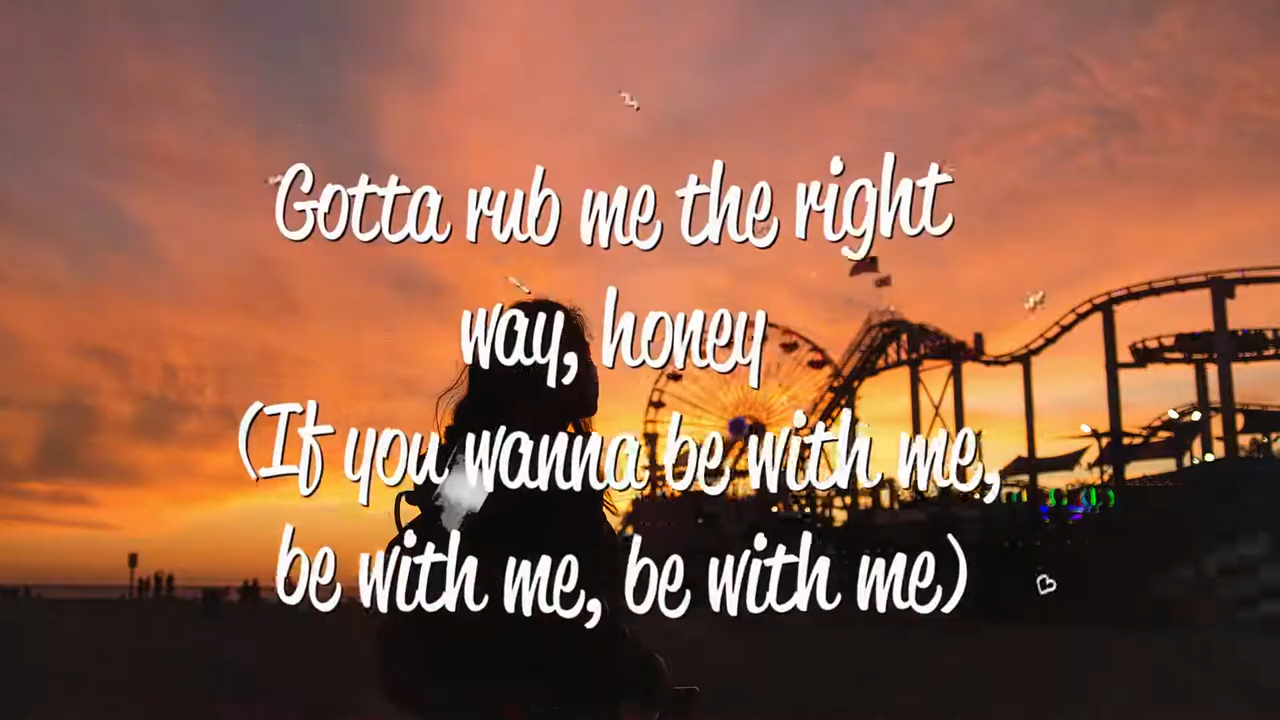 Gotta rub me the right
way, honey
(If you wanna be with me,
be with me, be with me)